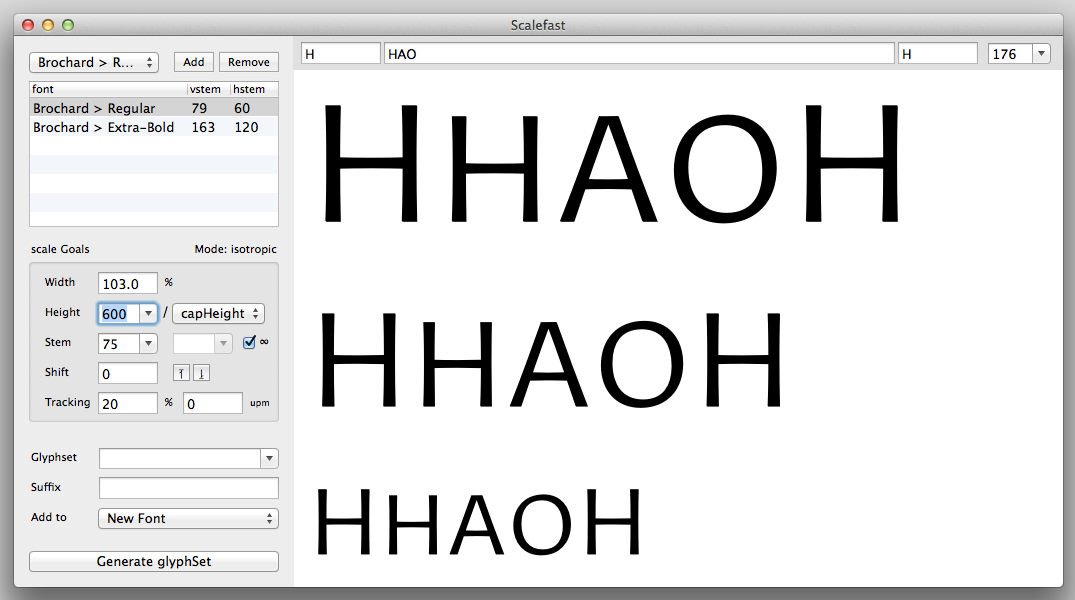 Scalefast
Brochard > R... Add Remove H HAO H 176
font vstem hstem
Brochard > Regular 79 60
Brochard > Extra-Bold 163 120
HHAOH
scale Goals Mode: isotropic
Width 103.0 %
Height 600 / capHeight
Stem 75 ∞
Shift 0
Tracking 20 % 0 upm
HHAOH
Glyphset
Suffix
Add to New Font
HHAOH
Generate glyphSet